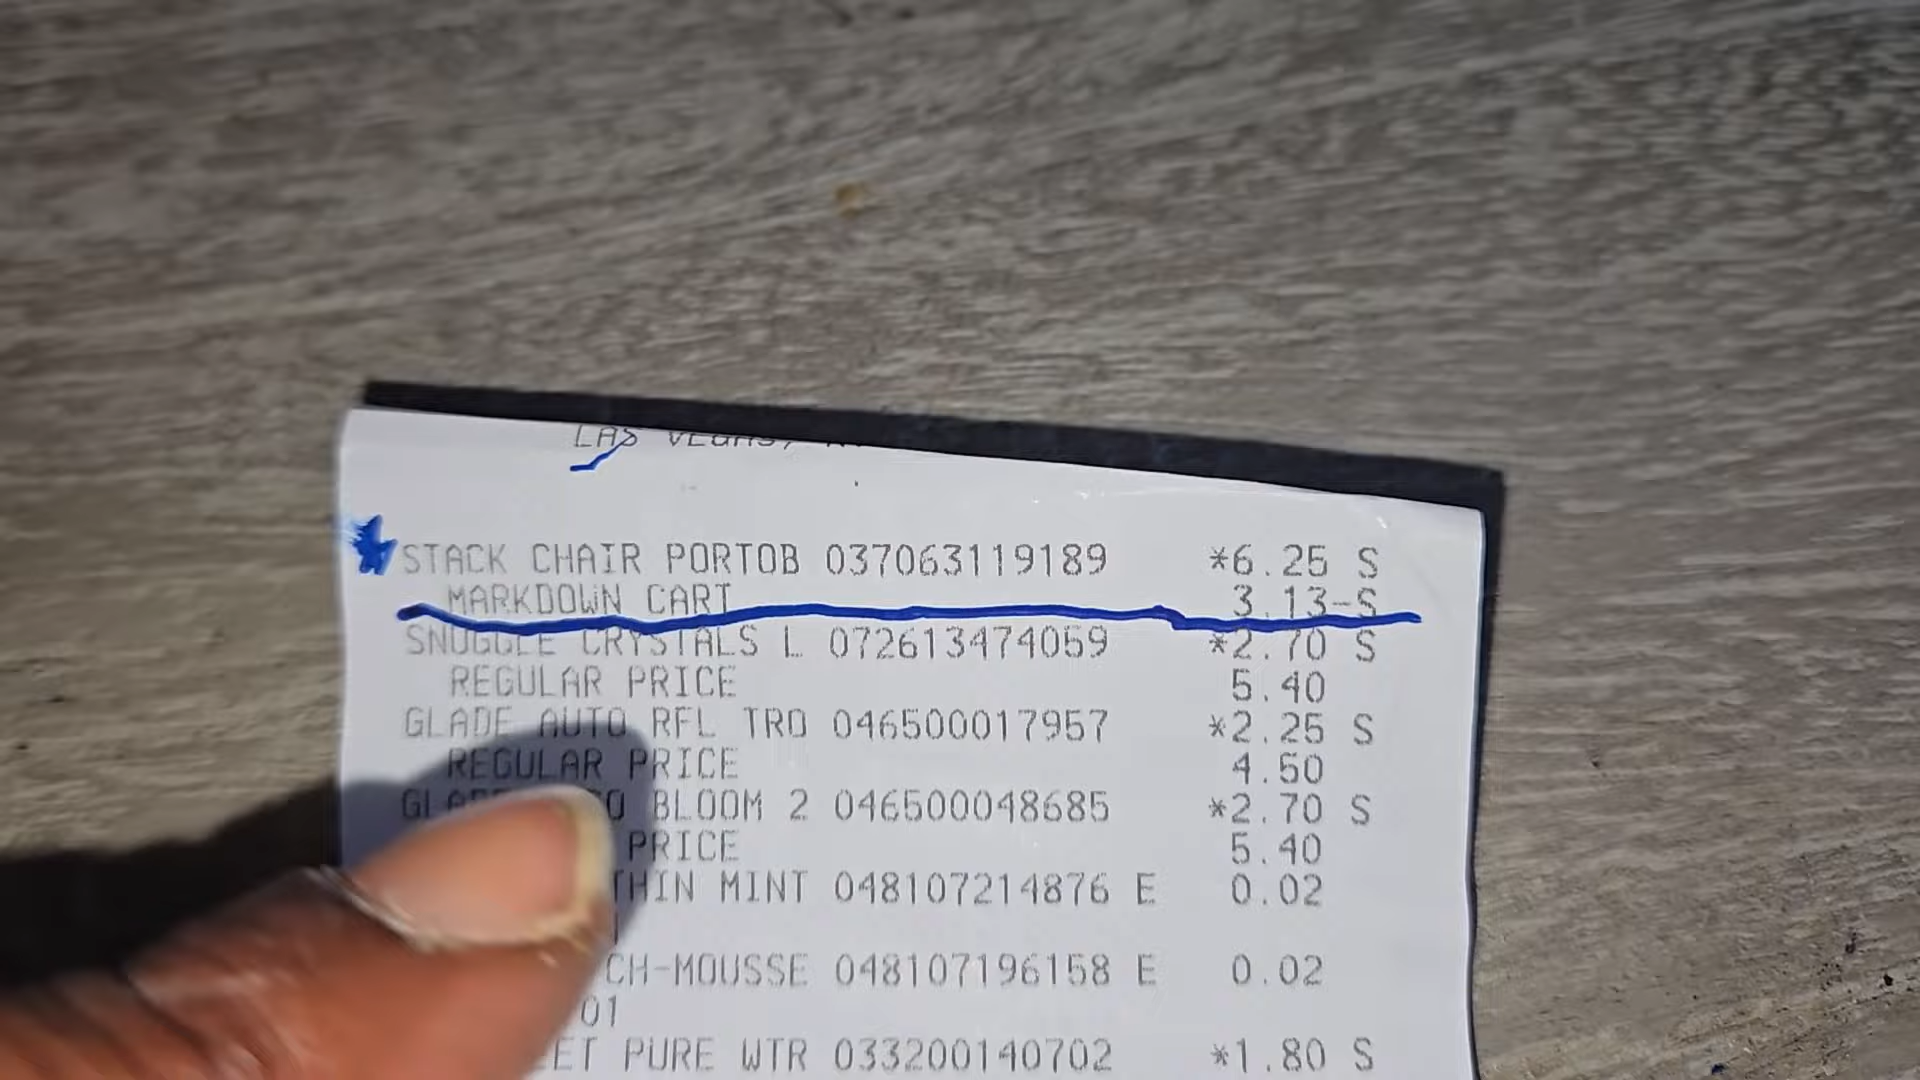 LAS VEGAS,
STACK CHAIR PORTOB 037063119189 *6.25 S
MARKDOWN CART 3.13-S
SNUGGLE CRYSTALS L 072613474059 *2.70 S
REGULAR PRICE 5.40
GLADE AUTO RFL TRO 046500017957 *2.25 S
REGULAR PRICE 4.50
BLOOM 2 046500048685 *2.70 S
PRICE 5.40
THIN MINT 048107214876 E 0.02
CH-MOUSSE 048107196158 E 0.02
01
PURE WTR 033200140702 *1.80 S